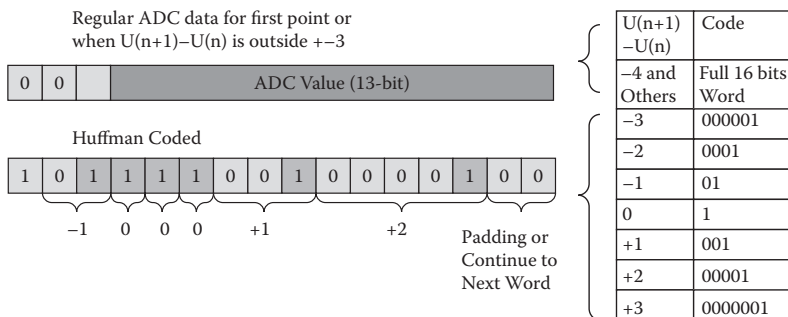 Regular ADC data for first point or
when U(n+1)–U(n) is outside +–3
0 0 ADC Value (13-bit)
Huffman Coded
1 0 1 1 1 1 0 0 1 0 0 0 0 1 0 0
–1 0 0 0 +1 +2
Padding or
Continue to
Next Word
U(n+1) Code
–U(n)
–4 and Full 16 bits
Others Word
–3 000001
–2 0001
–1 01
0 1
+1 001
+2 00001
+3 0000001